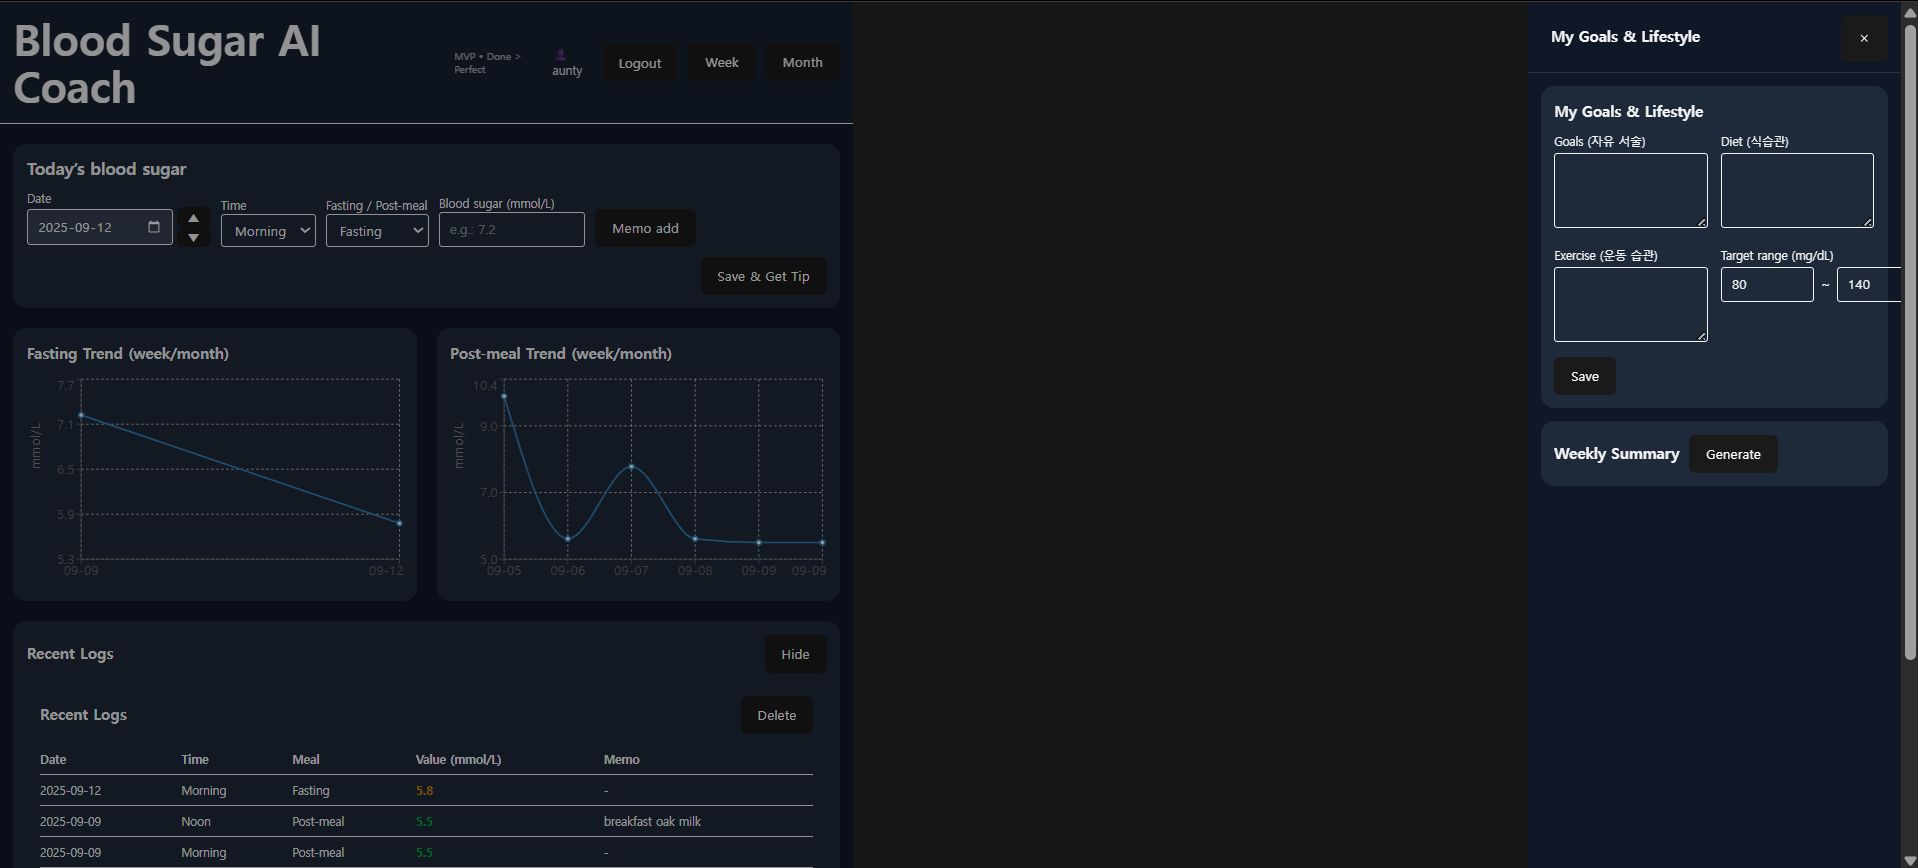 Blood Sugar AI
Coach
MVP • Done >
Perfect
aunty
Logout
Week
Month
Today’s blood sugar
Date
2025-09-12
Time
Morning
Fasting / Post-meal
Fasting
Blood sugar (mmol/L)
e.g.: 7.2
Memo add
Save & Get Tip
Fasting Trend (week/month)
7.7
7.1
6.5
5.9
5.3
mmol/L
09-09
09-12
Post-meal Trend (week/month)
10.4
9.0
7.0
5.0
mmol/L
09-05
09-06
09-07
09-08
09-09
09-09
Recent Logs
Hide
Recent Logs
Delete
Date Time Meal Value (mmol/L) Memo
2025-09-12 Morning Fasting 5.8 -
2025-09-09 Noon Post-meal 5.5 breakfast oak milk
2025-09-09 Morning Post-meal 5.5 -
My Goals & Lifestyle
×
My Goals & Lifestyle
Goals (자유 서술)
Diet (식습관)
Exercise (운동 습관)
Target range (mg/dL)
80 ~ 140
Save
Weekly Summary
Generate